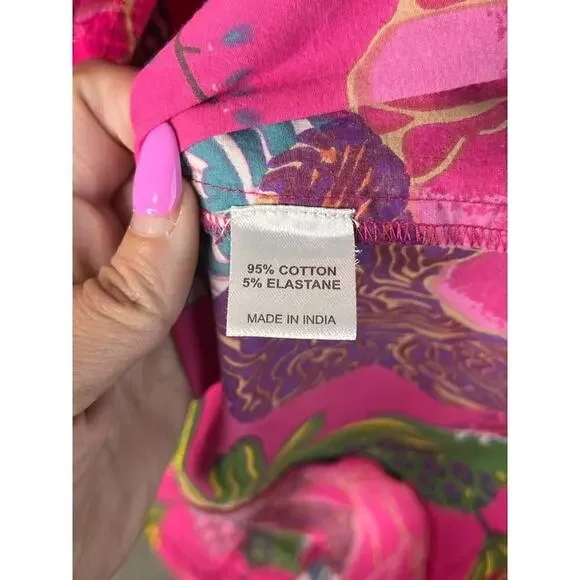 95% COTTON
5% ELASTANE
MADE IN INDIA